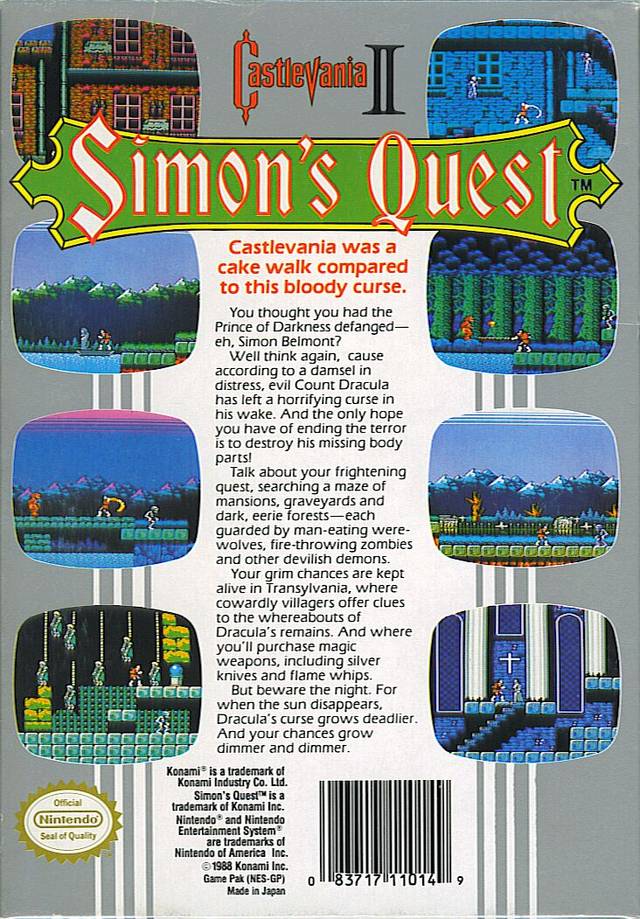 Castlevania II
Simon's Quest™
Castlevania was a
cake walk compared
to this bloody curse.
You thought you had the
Prince of Darkness defanged—
eh, Simon Belmont?
Well think again, cause
according to a damsel in
distress, evil Count Dracula
has left a horrifying curse in
his wake. And the only hope
you have of ending the terror
is to destroy his missing body
parts!
Talk about your frightening
quest, searching a maze of
mansions, graveyards and
dark, eerie forests—each
guarded by man-eating were-
wolves, fire-throwing zombies
and other devilish demons.
Your grim chances are kept
alive in Transylvania, where
cowardly villagers offer clues
to the whereabouts of
Dracula's remains. And where
you'll purchase magic
weapons, including silver
knives and flame whips.
But beware the night. For
when the sun disappears,
Dracula's curse grows deadlier.
And your chances grow
dimmer and dimmer.
Konami® is a trademark of
Konami Industry Co. Ltd.
Simon's Quest™ is a
trademark of Konami Inc.
Nintendo® and Nintendo
Entertainment System®
are trademarks of
Nintendo of America Inc.
©1988 Konami Inc.
Game Pak (NES-GP)
Made in Japan
Official
Nintendo®
Seal of Quality
0 83717 11014 9